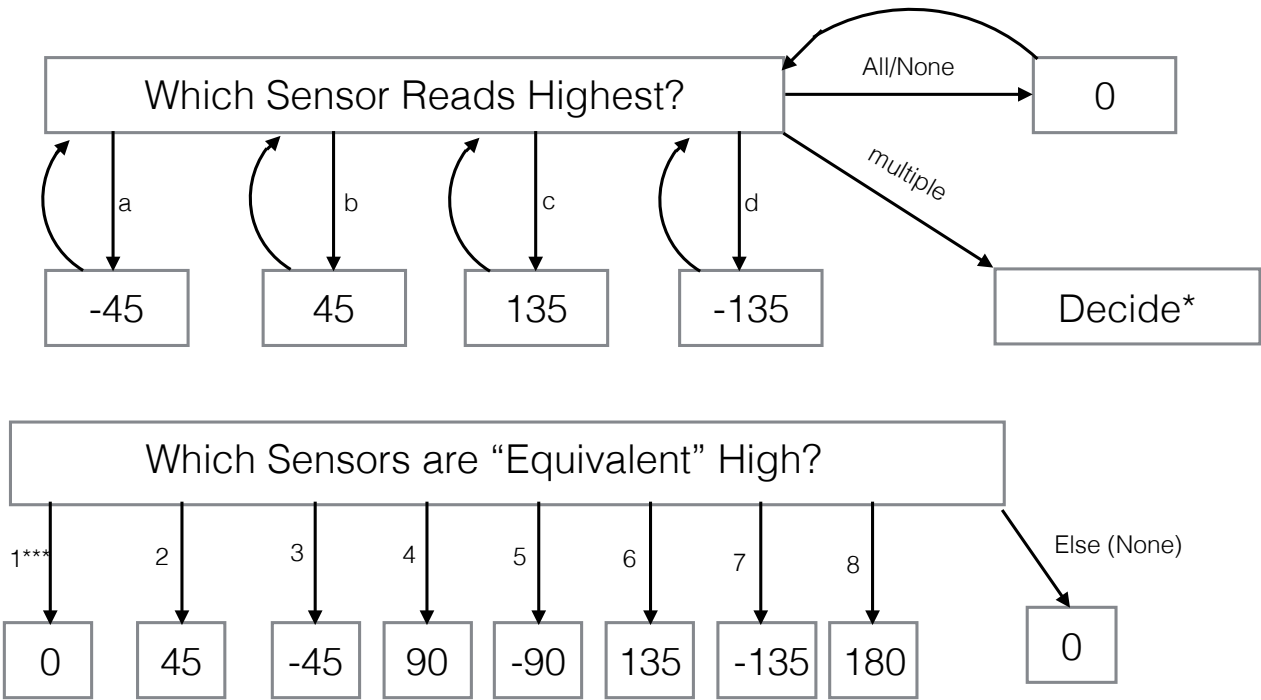 Which Sensor Reads Highest?
All/None
0
multiple
a
b
c
d
-45
45
135
-135
Decide*
Which Sensors are “Equivalent” High?
1***
2
3
4
5
6
7
8
Else (None)
0
45
-45
90
-90
135
-135
180
0